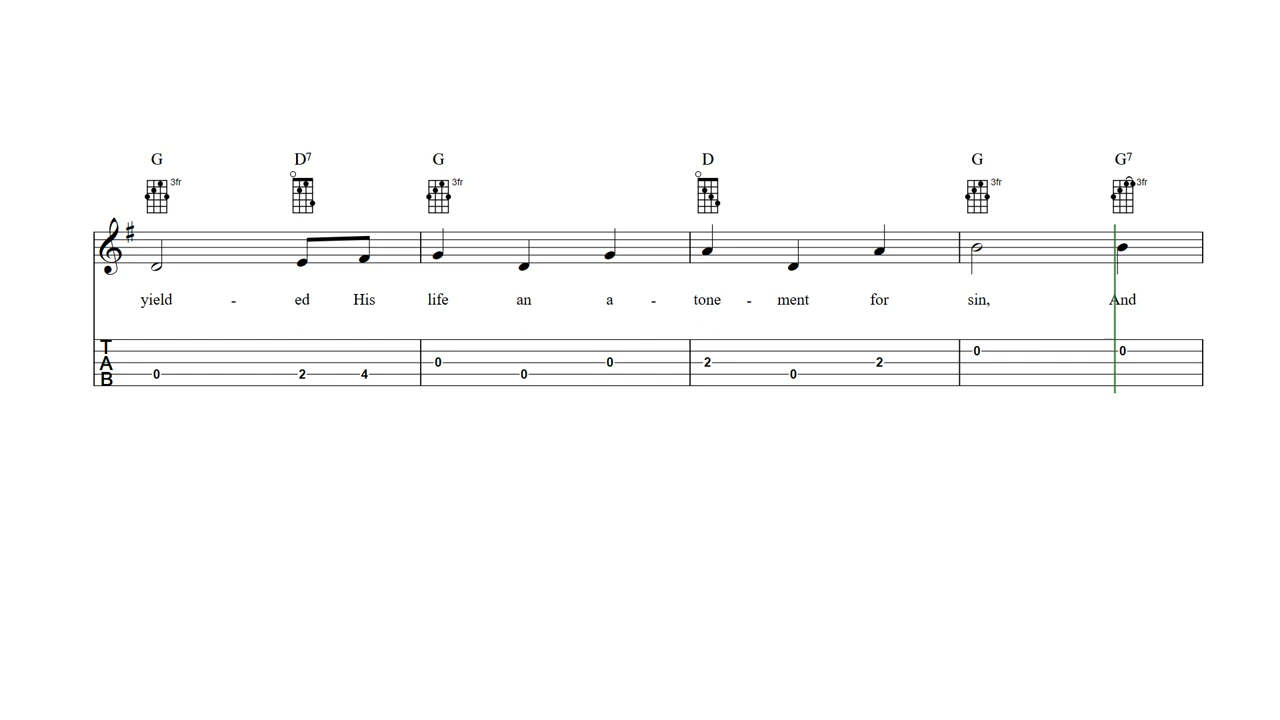 G D7 G D G G7
3fr 3fr 3fr 3fr
yield - ed His life an a - tone - ment for sin, And
T 0 0
A 0 0 2 2
B 0 2 4 0 0